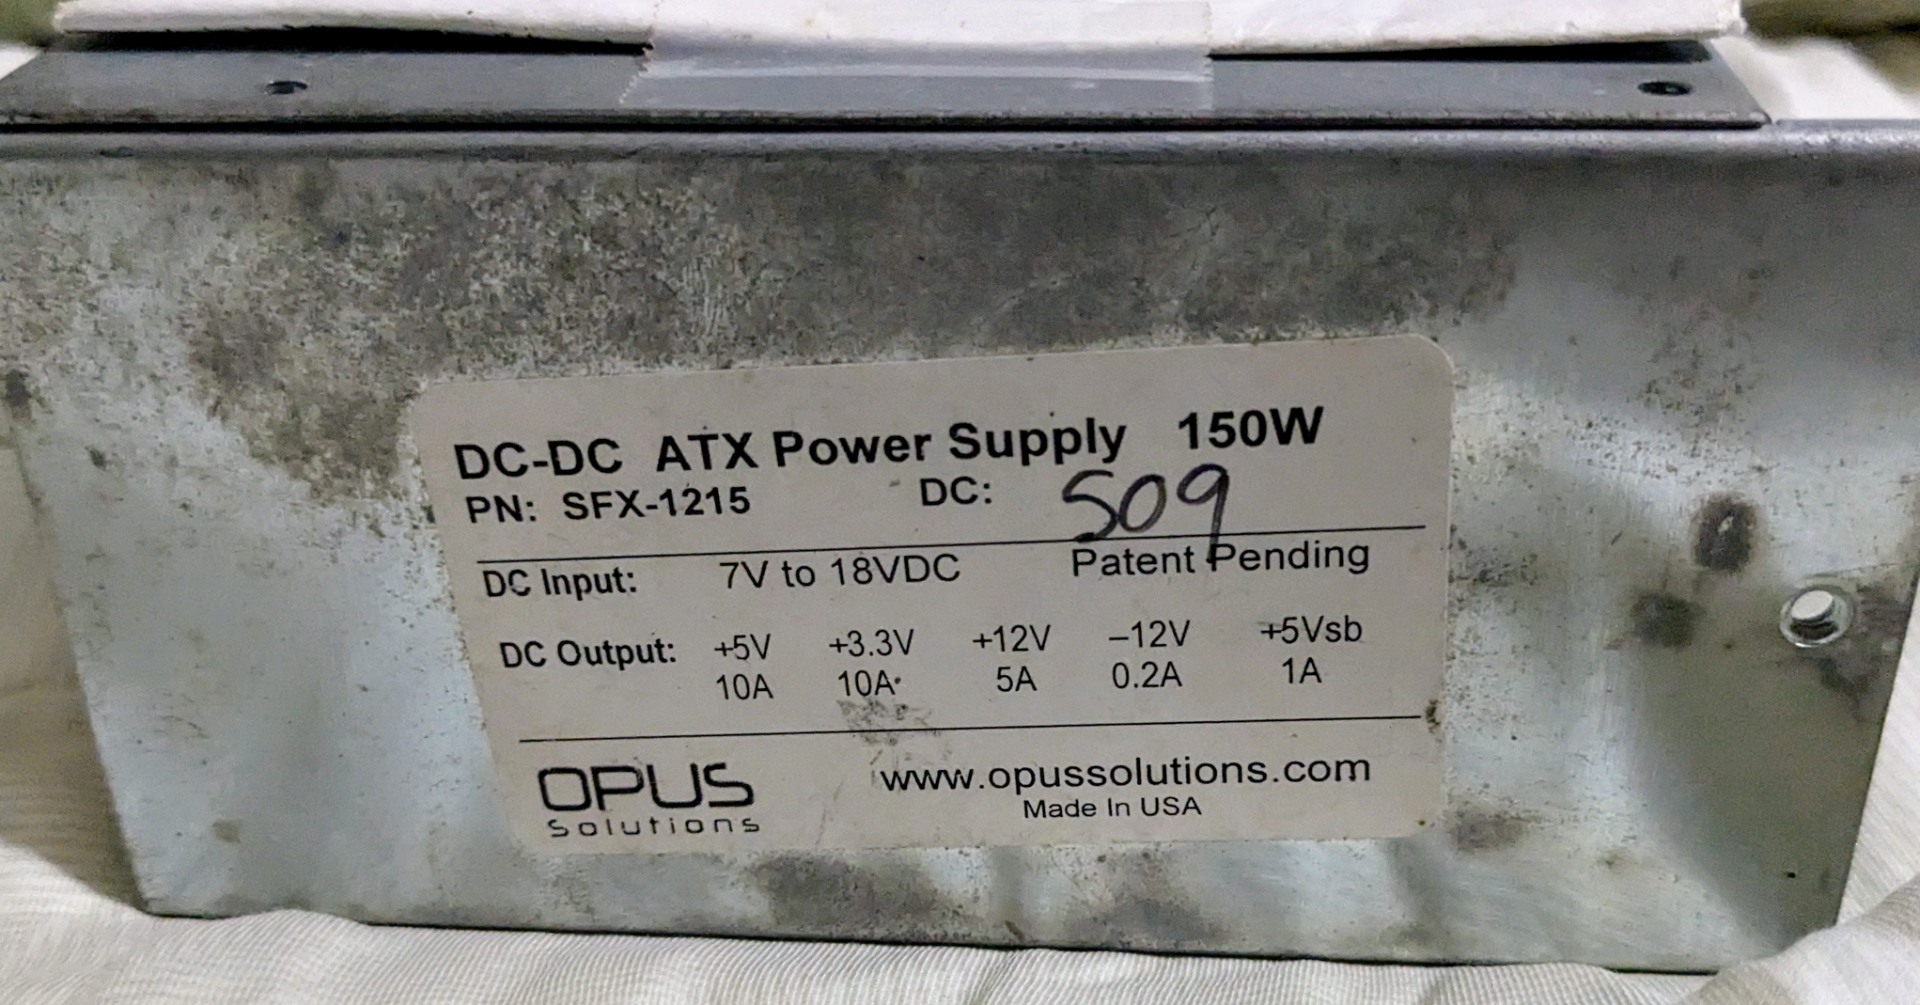 DC-DC ATX Power Supply 150W
PN: SFX-1215 DC: 509
DC Input: 7V to 18VDC Patent Pending
DC Output: +5V +3.3V +12V –12V +5Vsb
10A 10A 5A 0.2A 1A
OPUS www.opussolutions.com
Solutions Made In USA